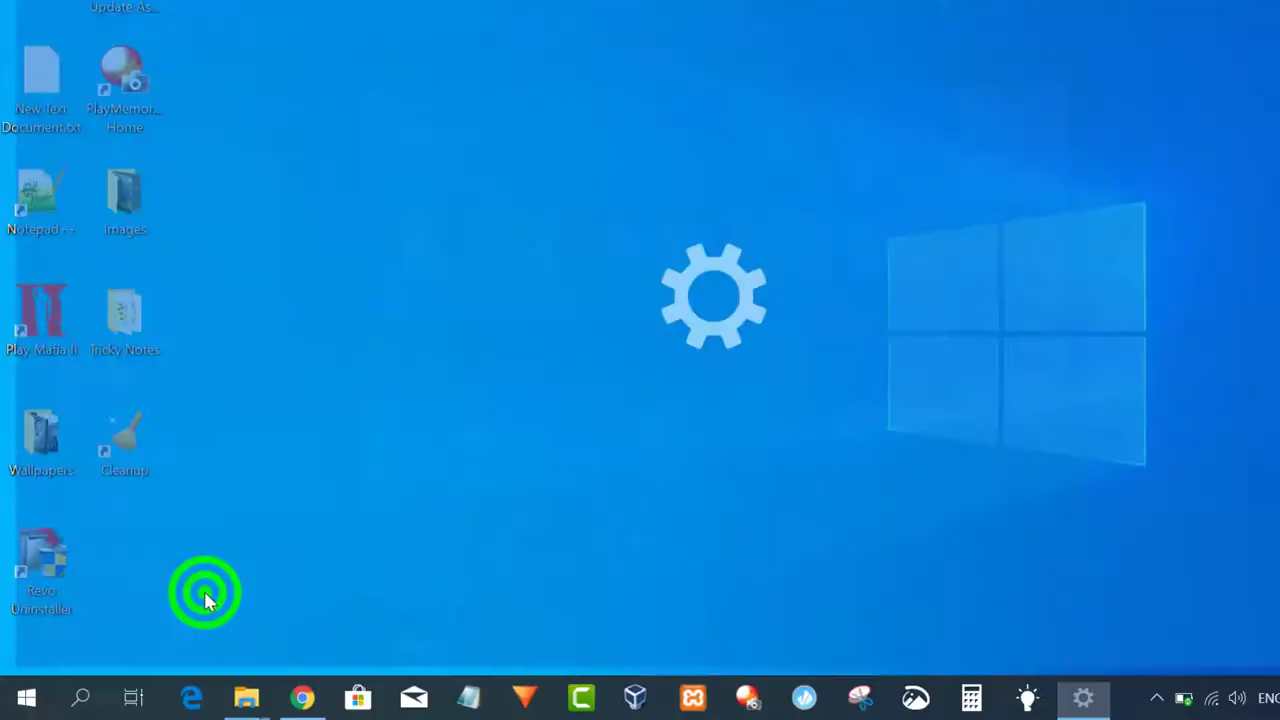 Update As...
New Text
Document.txt
PlayMemor...
Home
Notepad++
Images
Play Mafia II
Tricky Notes
Wallpapers
Cleanup
Revo
Uninstaller
ENG